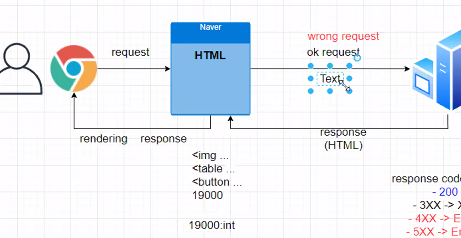 Naver
HTML
request
wrong request
ok request
Text
rendering
response
response
(HTML)
<img ...
<table ...
<button ...
19000
19000:int
response cod
- 200
- 3XX -> X
- 4XX -> E
- 5XX -> Er